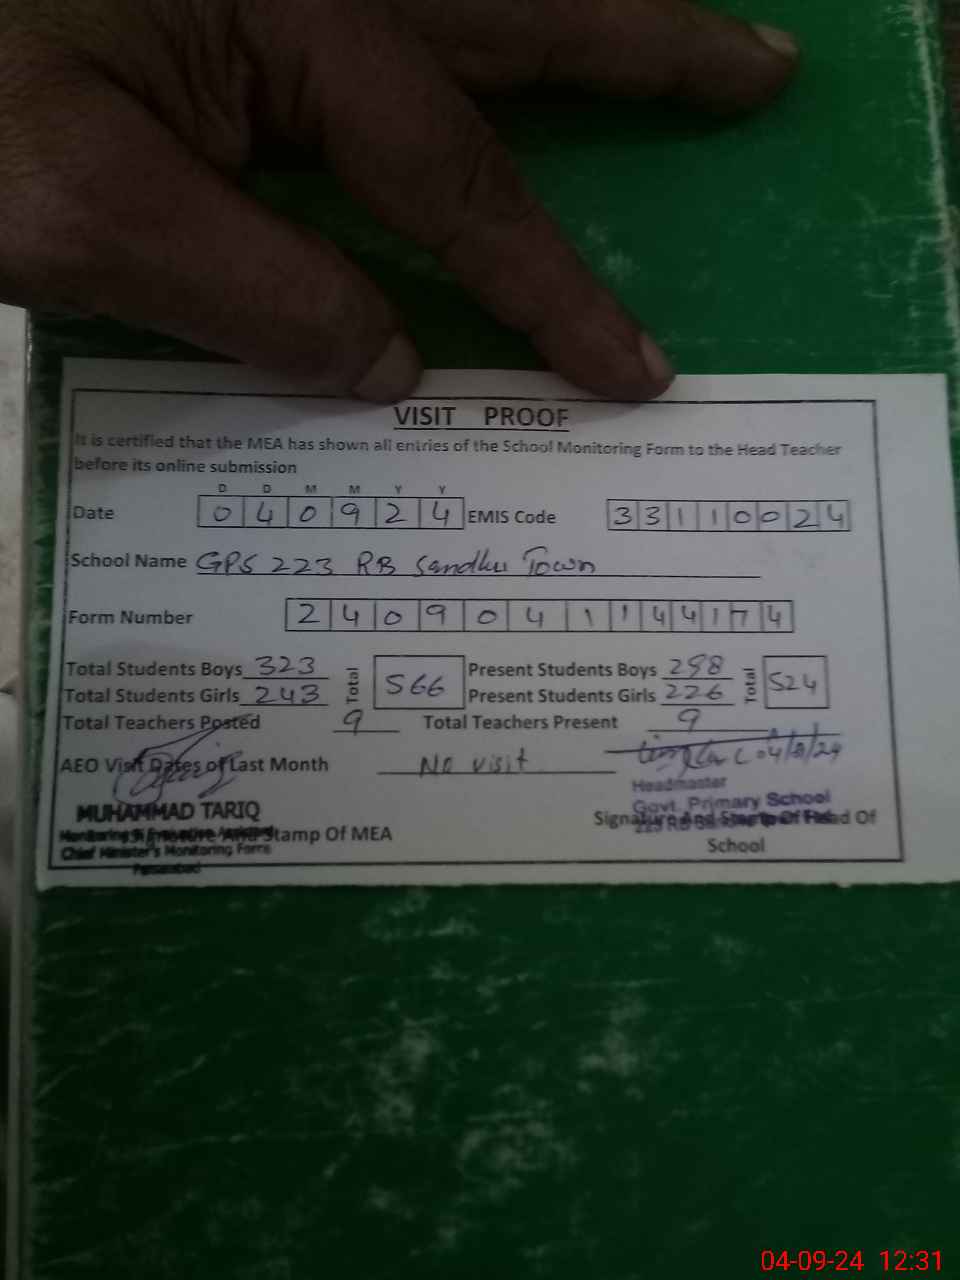 VISIT PROOF
It is certified that the MEA has shown all entries of the School Monitoring Form to the Head Teacher
before its online submission
D D M M Y Y
Date 0 4 0 9 2 4 EMIS Code 3 3 1 1 0 0 2 4
School Name GPS 223 RB Sandhu Town
Form Number 2 4 0 9 0 4 1 1 4 4 1 7 4
Total Students Boys 323 Total 566 Present Students Boys 298 Total 524
Total Students Girls 243 Present Students Girls 226
Total Teachers Posted 9 Total Teachers Present 9
AEO Visit Dates of Last Month No visit
Headmaster
MUHAMMAD TARIQ Govt. Primary School
Signature And Stamp Of MEA Signature And Stamp Of Head Of
Chief Minister's Monitoring Force School
04-09-24 12:31